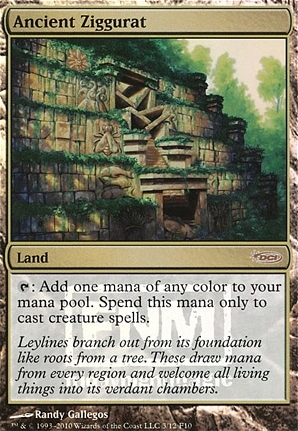 Ancient Ziggurat
Land
DCI
: Add one mana of any color to your
mana pool. Spend this mana only to
cast creature spells.
FNM
Leylines branch out from its foundation
like roots from a tree. These draw mana
from every region and welcome all living
things into its verdant chambers.
Randy Gallegos
™ & © 1993–2010 Wizards of the Coast LLC 3/12 F10